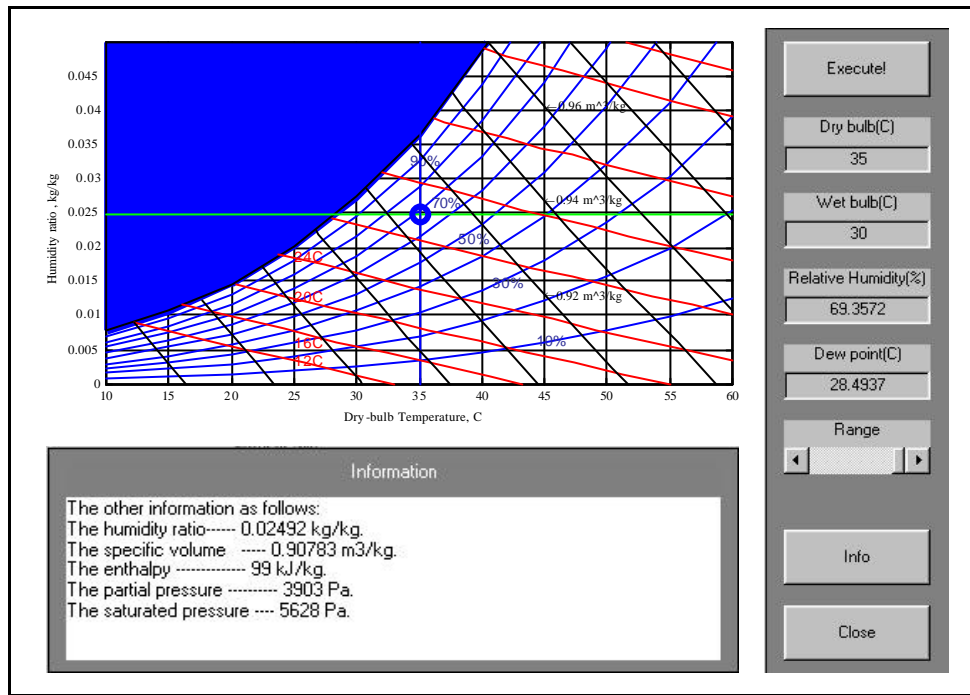 0.045
0.04
0.035
0.03
0.025
0.02
0.015
0.01
0.005
0
Humidity ratio , kg/kg
10
15
20
25
30
35
40
45
50
55
60
Dry-bulb Temperature, C
←0.96 m^3/kg
90%
70%
←0.94 m^3/kg
50%
24C
30%
20C
←0.92 m^3/kg
16C
10%
12C
Execute!
Dry bulb(C)
35
Wet bulb(C)
30
Relative Humidity(%)
69.3572
Dew point(C)
28.4937
Range
Info
Close
Information
The other information as follows:
The humidity ratio------ 0.02492 kg/kg.
The specific volume ----- 0.90783 m3/kg.
The enthalpy -------------- 99 kJ/kg.
The partial pressure ---------- 3903 Pa.
The saturated pressure ---- 5628 Pa.